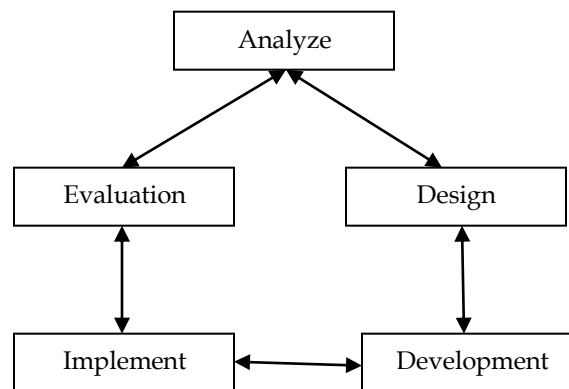 Analyze
Evaluation
Design
Implement
Development